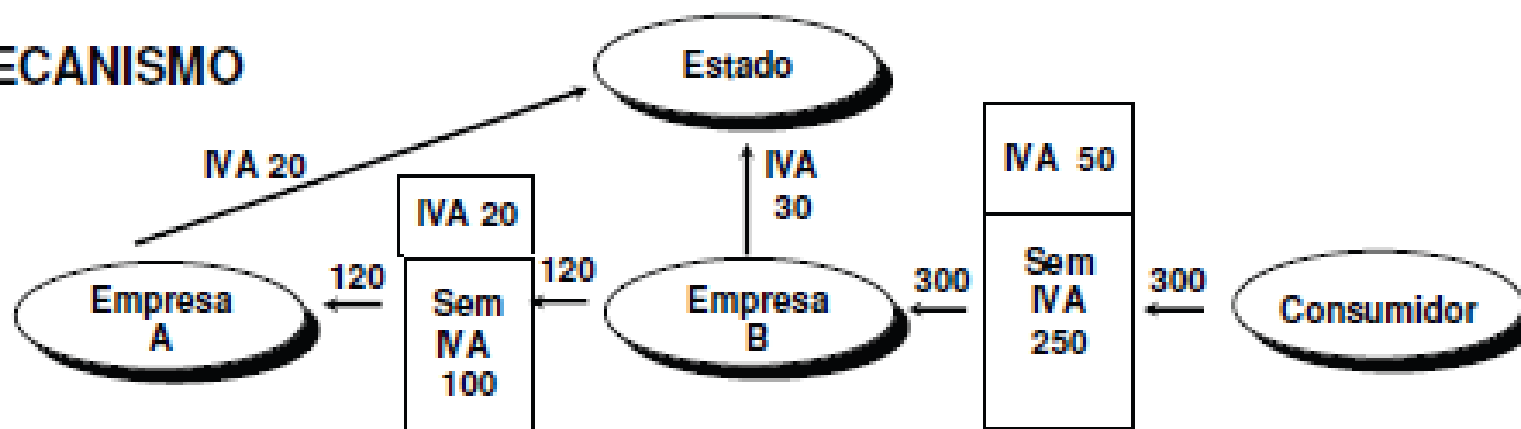 ECANISMO
Estado
IVA 20
IVA
30
IVA 50
IVA 20
120
120
300
300
Empresa
A
Sem
IVA
100
Empresa
B
Sem
IVA
250
Consumidor